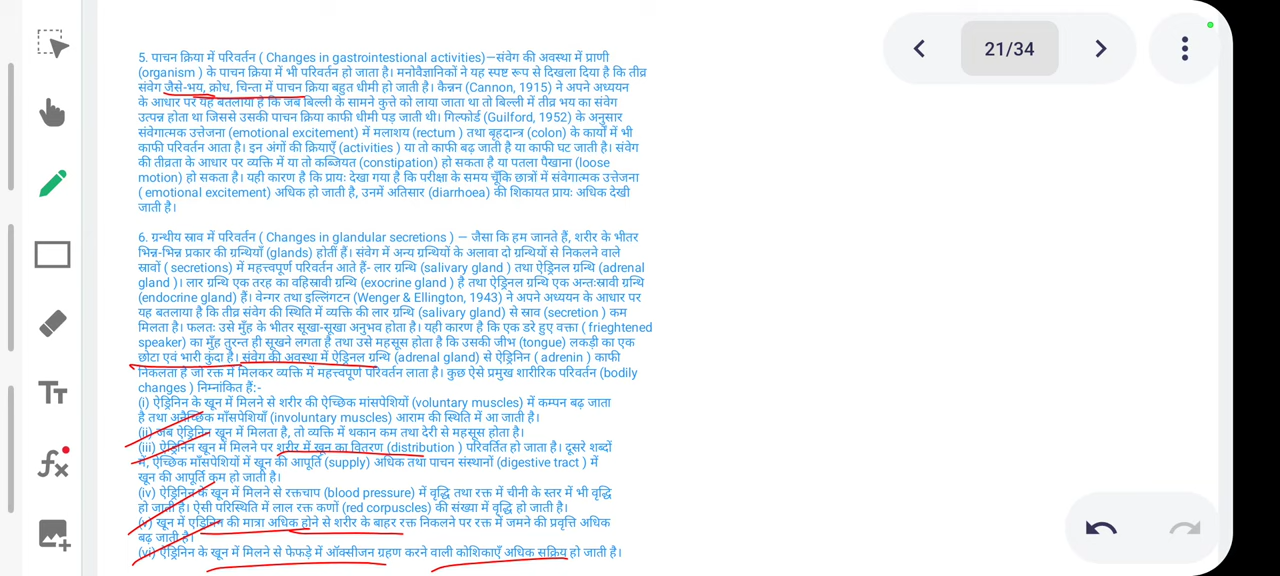 21/34
5. पाचन क्रिया में परिवर्तन ( Changes in gastrointestional activities)—संवेग की अवस्था में प्राणी
(organism ) के पाचन क्रिया में भी परिवर्तन हो जाता है। मनोवैज्ञानिकों ने यह स्पष्ट रूप से दिखला दिया है कि तीव्र
संवेग जैसे-भय, क्रोध, चिन्ता में पाचन क्रिया बहुत धीमी हो जाती है। कैन्नन (Cannon, 1915) ने अपने अध्ययन
के आधार पर यह बतलाया है कि जब बिल्ली के सामने कुत्ते को लाया जाता था तो बिल्ली में तीव्र भय का संवेग
उत्पन्न होता था जिससे उसकी पाचन क्रिया काफी धीमी पड़ जाती थी। गिल्फोर्ड (Guilford, 1952) के अनुसार
संवेगात्मक उत्तेजना (emotional excitement) में मलाशय (rectum ) तथा बृहदान्त्र (colon) के कार्यों में भी
काफी परिवर्तन आता है। इन अंगों की क्रियाएँ (activities ) या तो काफी बढ़ जाती है या काफी घट जाती है। संवेग
की तीव्रता के आधार पर व्यक्ति में या तो कब्जियत (constipation) हो सकता है या पतला पैखाना (loose
motion) हो सकता है। यही कारण है कि प्रायः देखा गया है कि परीक्षा के समय चूँकि छात्रों में संवेगात्मक उत्तेजना
( emotional excitement) अधिक हो जाती है, उनमें अतिसार (diarrhoea) की शिकायत प्रायः अधिक देखी
जाती है।
6. ग्रन्थीय स्राव में परिवर्तन ( Changes in glandular secretions ) — जैसा कि हम जानते हैं, शरीर के भीतर
भिन्न-भिन्न प्रकार की ग्रन्थियाँ (glands) होतीं हैं। संवेग में अन्य ग्रन्थियों के अलावा दो ग्रन्थियों से निकलने वाले
स्रावों ( secretions) में महत्त्वपूर्ण परिवर्तन आते हैं- लार ग्रन्थि (salivary gland ) तथा ऐड्रिनल ग्रन्थि (adrenal
gland )। लार ग्रन्थि एक तरह का वहिस्रावी ग्रन्थि (exocrine gland ) है तथा ऐड्रिनल ग्रन्थि एक अन्तःस्रावी ग्रन्थि
(endocrine gland) हैं। वेन्गर तथा इल्लिंगटन (Wenger & Ellington, 1943) ने अपने अध्ययन के आधार पर
यह बतलाया है कि तीव्र संवेग की स्थिति में व्यक्ति की लार ग्रन्थि (salivary gland) से स्राव (secretion ) कम
मिलता है। फलतः उसे मुँह के भीतर सूखा-सूखा अनुभव होता है। यही कारण है कि एक डरे हुए वक्ता ( frieghtened
speaker) का मुँह तुरन्त ही सूखने लगता है तथा उसे महसूस होता है कि उसकी जीभ (tongue) लकड़ी का एक
छोटा एवं भारी कुंदा है। संवेग की अवस्था में ऐड्रिनल ग्रन्थि (adrenal gland) से ऐड्रिनिन ( adrenin ) काफी
निकलता है जो रक्त में मिलकर व्यक्ति में महत्त्वपूर्ण परिवर्तन लाता है। कुछ ऐसे प्रमुख शारीरिक परिवर्तन (bodily
changes ) निम्नांकित हैं:-
(i) ऐड्रिनिन के खून में मिलने से शरीर की ऐच्छिक मांसपेशियों (voluntary muscles) में कम्पन बढ़ जाता
है तथा अनैच्छिक माँसपेशियाँ (involuntary muscles) आराम की स्थिति में आ जाती है।
(ii) जब ऐड्रिनिन खून में मिलता है, तो व्यक्ति में थकान कम तथा देरी से महसूस होता है।
(iii) ऐड्रिनिन खून में मिलने पर शरीर में खून का वितरण (distribution ) परिवर्तित हो जाता है। दूसरे शब्दों
में, ऐच्छिक माँसपेशियों में खून की आपूर्ति (supply) अधिक तथा पाचन संस्थानों (digestive tract ) में
खून की आपूर्ति कम हो जाती है।
(iv) ऐड्रिनिन के खून में मिलने से रक्तचाप (blood pressure) में वृद्धि तथा रक्त में चीनी के स्तर में भी वृद्धि
हो जाती है। ऐसी परिस्थिति में लाल रक्त कणों (red corpuscles) की संख्या में वृद्धि हो जाती है।
(v) खून में एड्रिनिन की मात्रा अधिक होने से शरीर के बाहर रक्त निकलने पर रक्त में जमने की प्रवृत्ति अधिक
बढ़ जाती है।
(vi) ऐड्रिनिन के खून में मिलने से फेफड़े में ऑक्सीजन ग्रहण करने वाली कोशिकाएँ अधिक सक्रिय हो जाती है।
Tт
fx